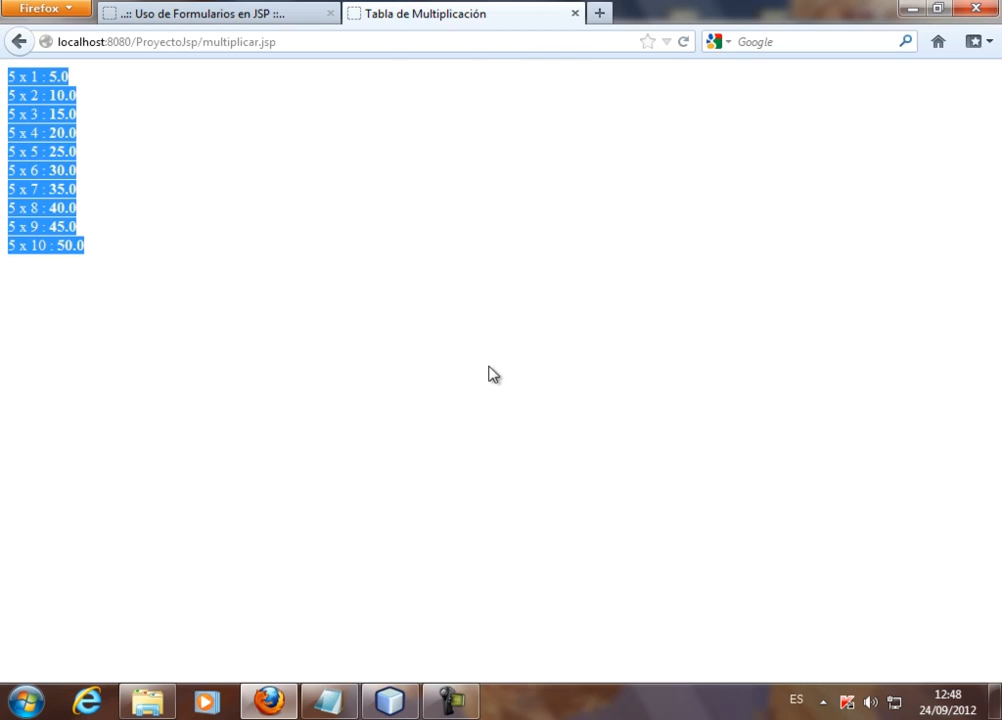 Firefox
..:: Uso de Formularios en JSP ::..
Tabla de Multiplicación
localhost:8080/ProyectoJsp/multiplicar.jsp
Google
5 x 1 : 5.0
5 x 2 : 10.0
5 x 3 : 15.0
5 x 4 : 20.0
5 x 5 : 25.0
5 x 6 : 30.0
5 x 7 : 35.0
5 x 8 : 40.0
5 x 9 : 45.0
5 x 10 : 50.0
ES
12:48
24/09/2012